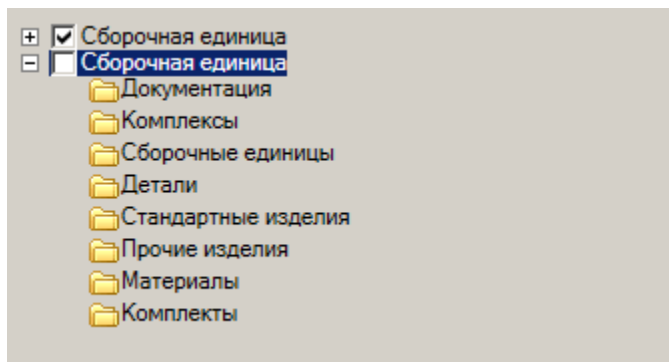 Сборочная единица
Сборочная единица
Документация
Комплексы
Сборочные единицы
Детали
Стандартные изделия
Прочие изделия
Материалы
Комплекты